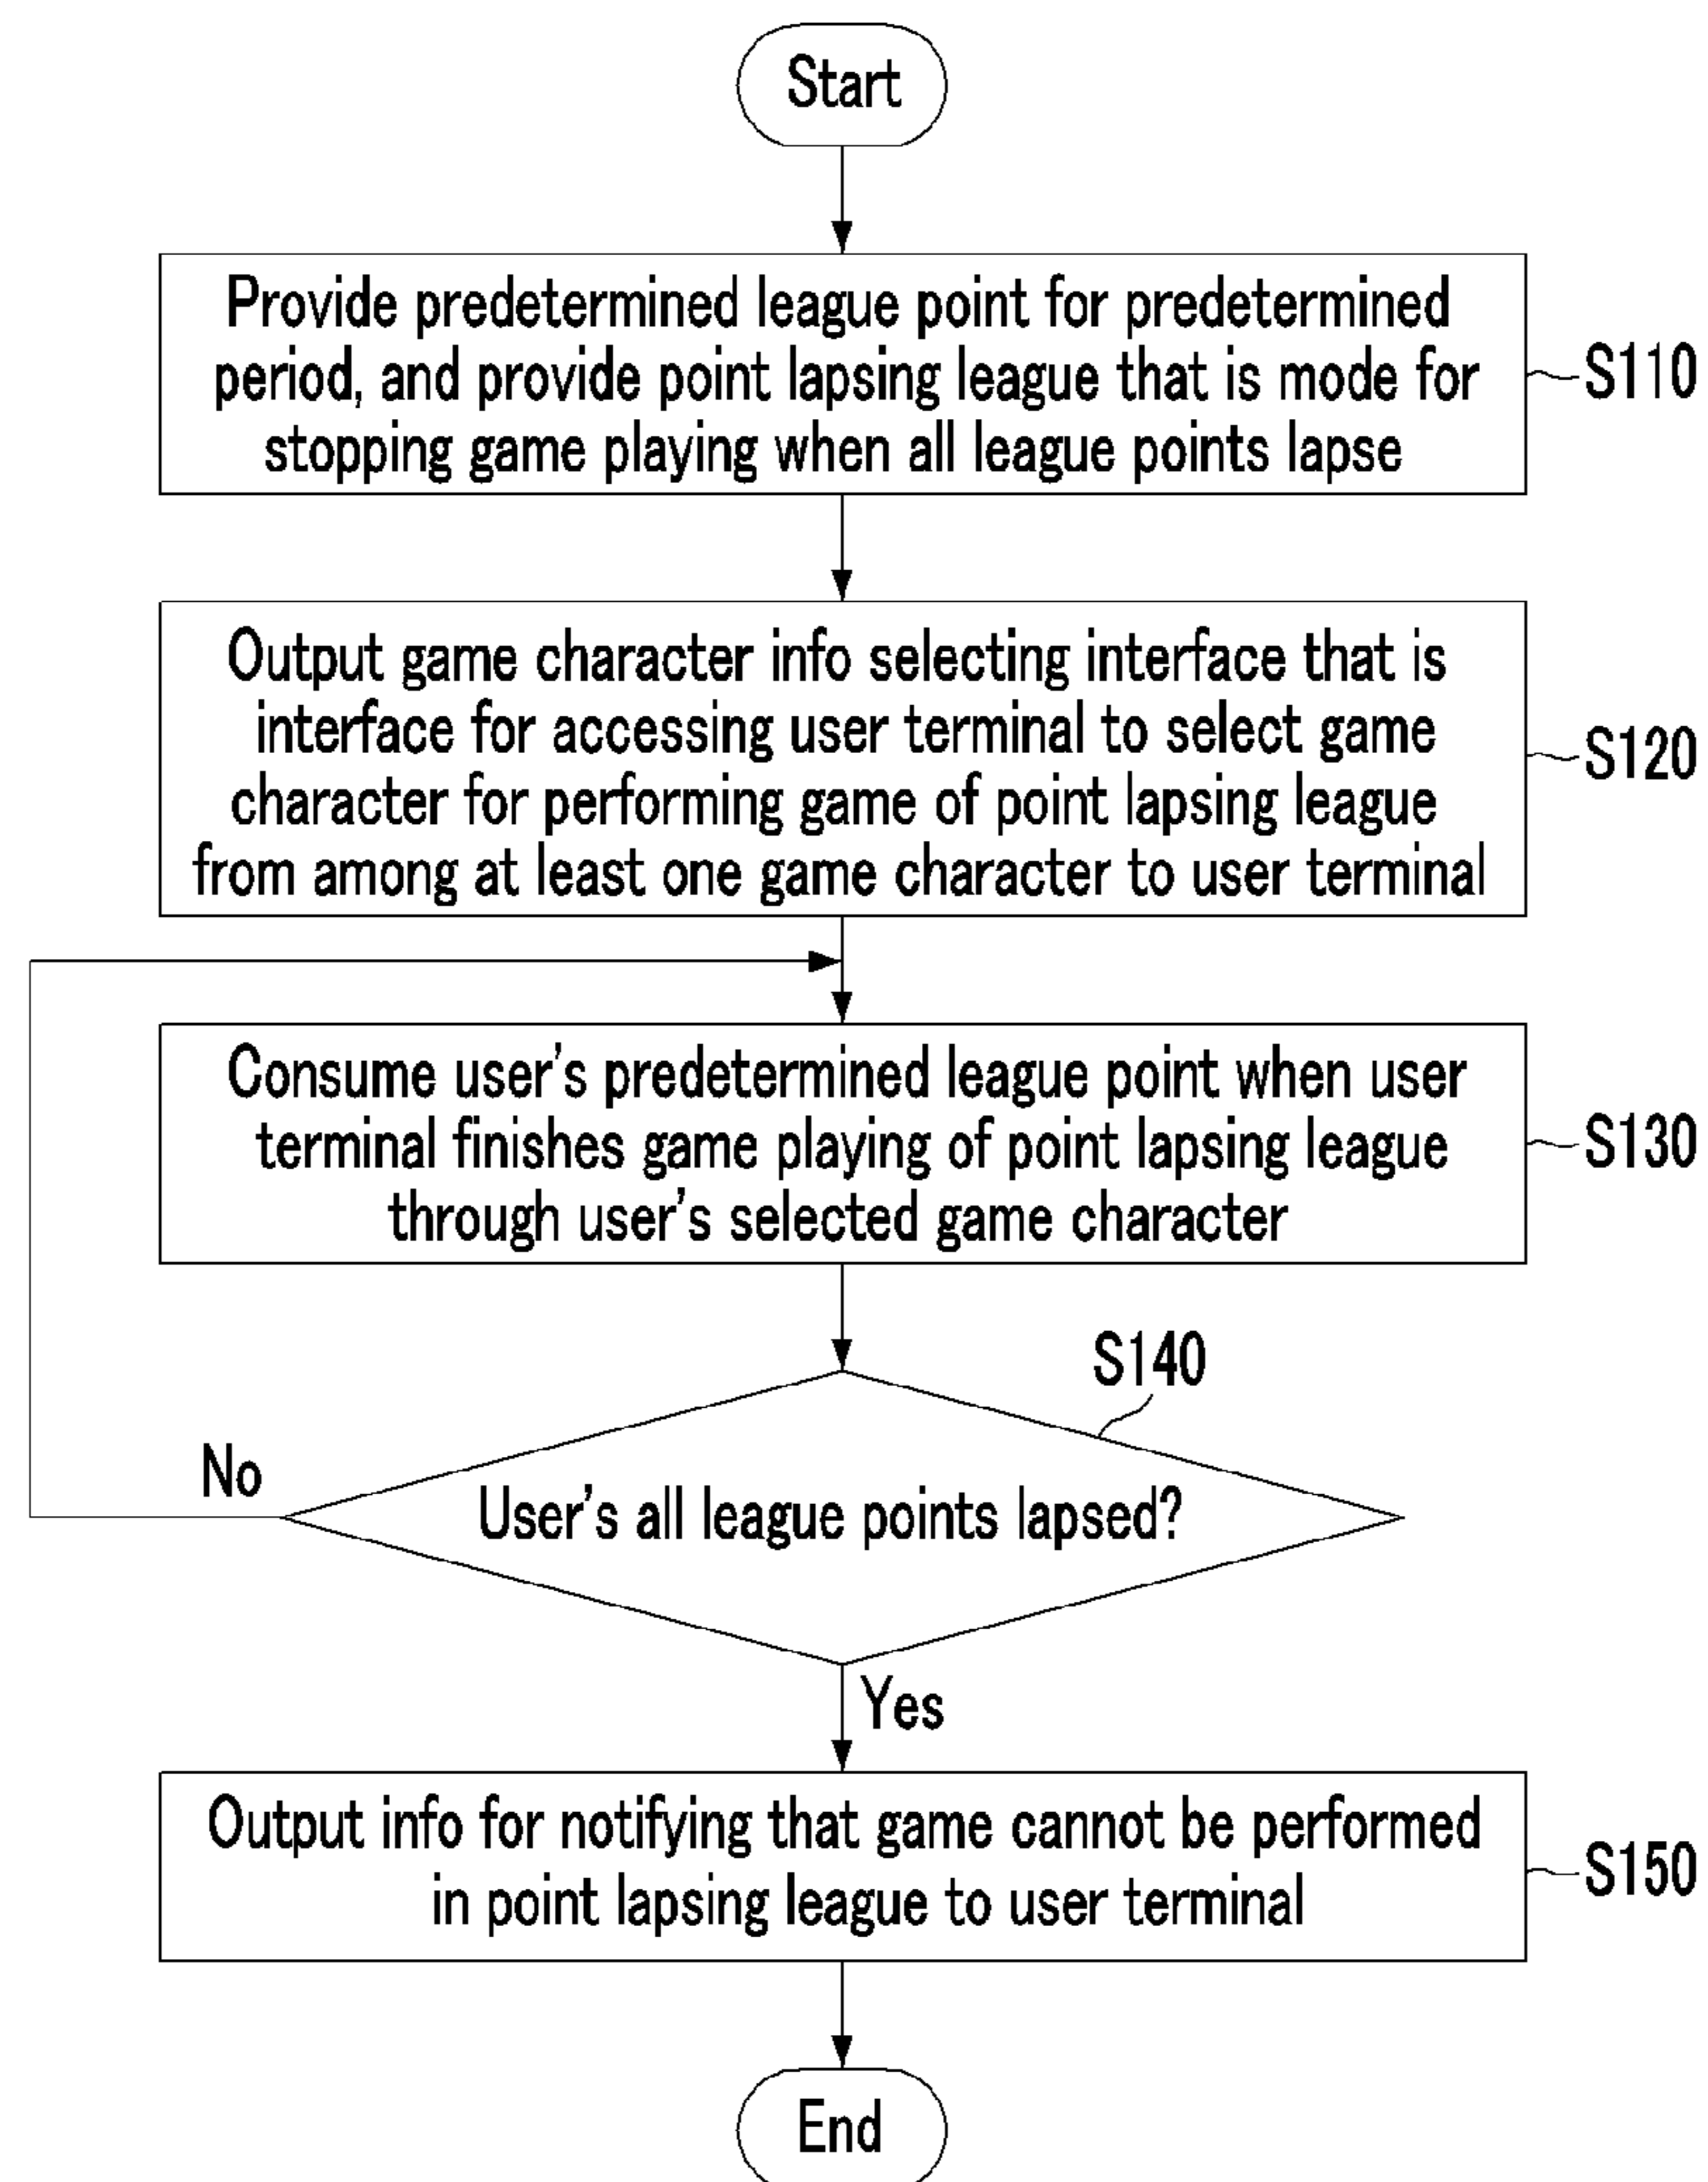 Start
Provide predetermined league point for predetermined
period, and provide point lapsing league that is mode for
stopping game playing when all league points lapse
S110
Output game character info selecting interface that is
interface for accessing user terminal to select game
character for performing game of point lapsing league
from among at least one game character to user terminal
S120
Consume user's predetermined league point when user
terminal finishes game playing of point lapsing league
through user's selected game character
S130
S140
No
User's all league points lapsed?
Yes
Output info for notifying that game cannot be performed
in point lapsing league to user terminal
S150
End